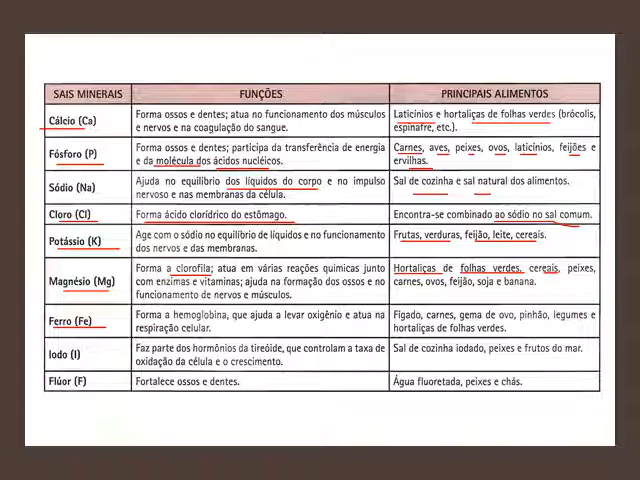 SAIS MINERAIS FUNÇÕES PRINCIPAIS ALIMENTOS
Cálcio (Ca)
Forma ossos e dentes; atua no funcionamento dos músculos
e nervos e na coagulação do sangue.
Laticínios e hortaliças de folhas verdes (brócolis,
espinafre, etc.).
Fósforo (P)
Forma ossos e dentes; participa da transferência de energia
e da molécula dos ácidos nucléicos.
Carnes, aves, peixes, ovos, laticínios, feijões e
ervilhas.
Sódio (Na)
Ajuda no equilíbrio dos líquidos do corpo e no impulso
nervoso e nas membranas da célula.
Sal de cozinha e sal natural dos alimentos.
Cloro (Cl)
Forma ácido clorídrico do estômago.
Encontra-se combinado ao sódio no sal comum.
Potássio (K)
Age com o sódio no equilíbrio de líquidos e no funcionamento
dos nervos e das membranas.
Frutas, verduras, feijão, leite, cereais.
Magnésio (Mg)
Forma a clorofila; atua em várias reações químicas junto
com enzimas e vitaminas; ajuda na formação dos ossos e no
funcionamento de nervos e músculos.
Hortaliças de folhas verdes, cereais, peixes,
carnes, ovos, feijão, soja e banana.
Ferro (Fe)
Forma a hemoglobina, que ajuda a levar oxigênio e atua na
respiração celular.
Fígado, carnes, gema de ovo, pinhão, legumes e
hortaliças de folhas verdes.
Iodo (I)
Faz parte dos hormônios da tireóide, que controlam a taxa de
oxidação da célula e o crescimento.
Sal de cozinha iodado, peixes e frutos do mar.
Flúor (F)
Fortalece ossos e dentes.
Água fluoretada, peixes e chás.